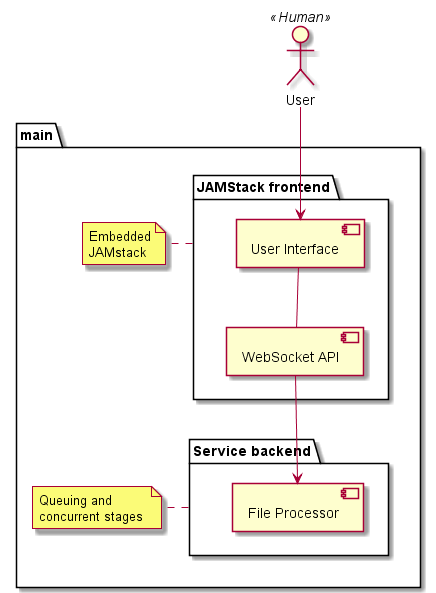 «Human»
User
main
JAMStack frontend
Embedded
JAMstack
User Interface
WebSocket API
Service backend
Queuing and
concurrent stages
File Processor